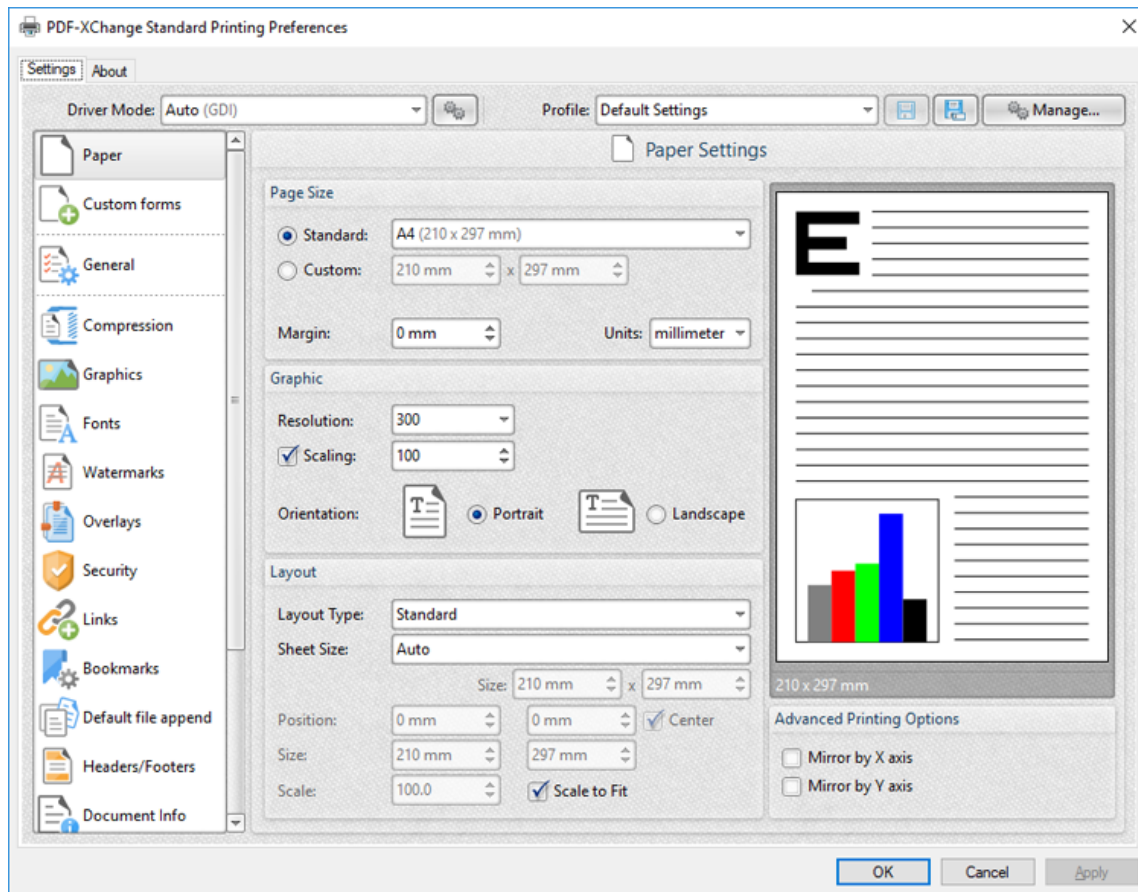 PDF-XChange Standard Printing Preferences
Settings About
Driver Mode: Auto (GDI) Profile: Default Settings Manage...
Paper
Custom forms
General
Compression
Graphics
Fonts
Watermarks
Overlays
Security
Links
Bookmarks
Default file append
Headers/Footers
Document Info
Paper Settings
Page Size
Standard: A4 (210 x 297 mm)
Custom: 210 mm x 297 mm
Margin: 0 mm Units: millimeter
Graphic
Resolution: 300
Scaling: 100
Orientation: T Portrait T Landscape
Layout
Layout Type: Standard
Sheet Size: Auto
Size: 210 mm x 297 mm
Position: 0 mm 0 mm Center
Size: 210 mm 297 mm
Scale: 100.0 Scale to Fit
E
210 x 297 mm
Advanced Printing Options
Mirror by X axis
Mirror by Y axis
OK Cancel Apply